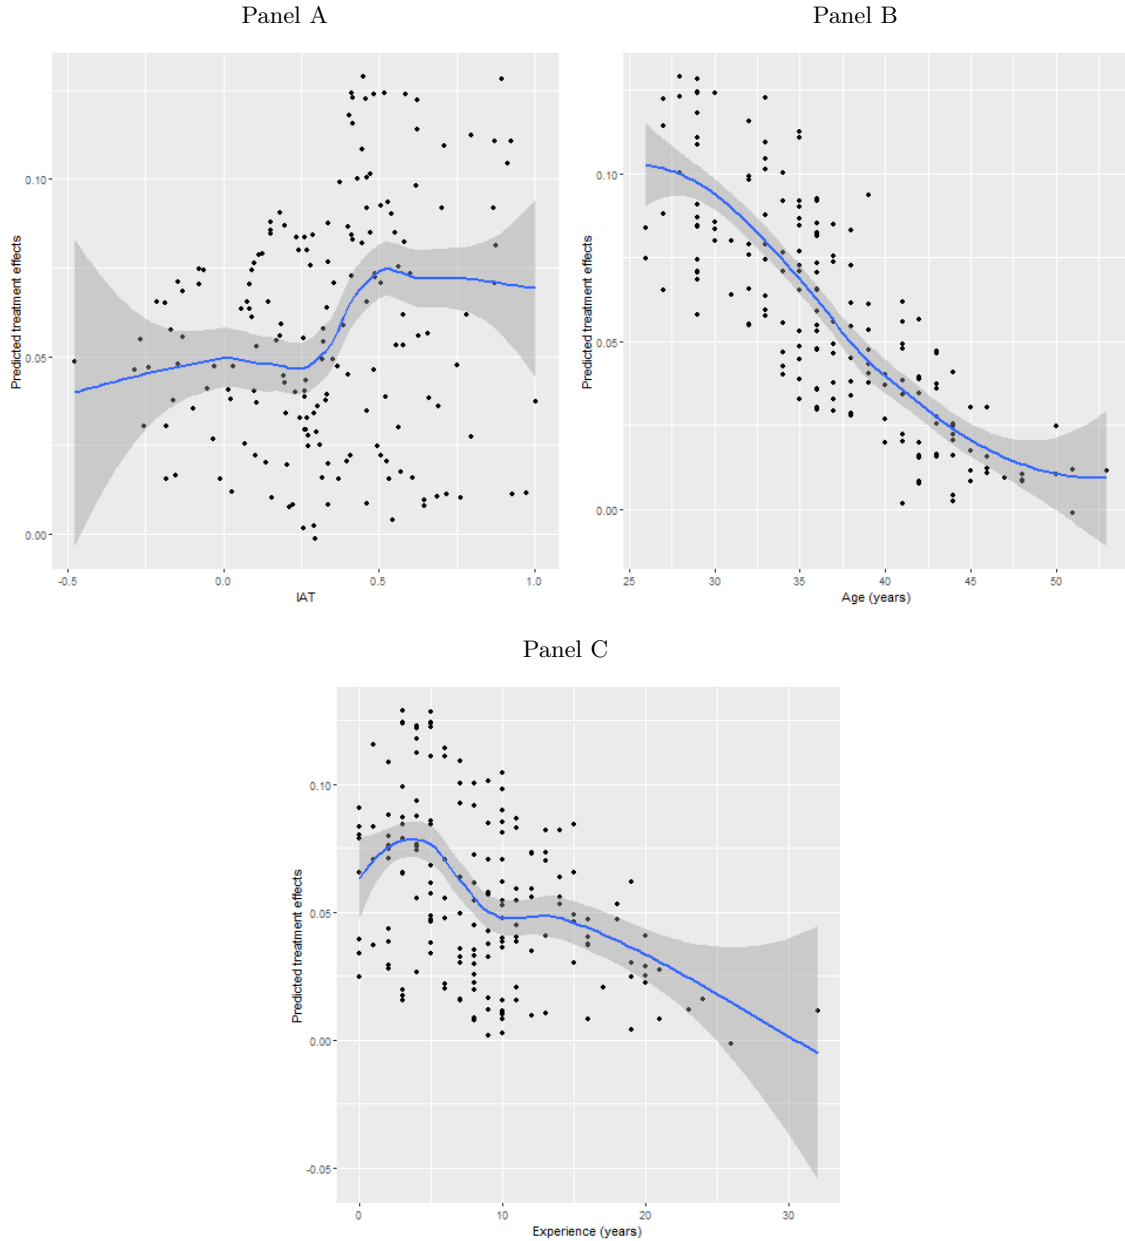 Panel A
Panel B
Predicted treatment effects
0.10
0.05
0.00
-0.5
0.0
0.5
1.0
IAT
Predicted treatment effects
0.10
0.05
0.00
25
30
35
40
45
50
Age (years)
Panel C
Predicted treatment effects
0.10
0.05
0.00
-0.05
0
10
20
30
Experience (years)